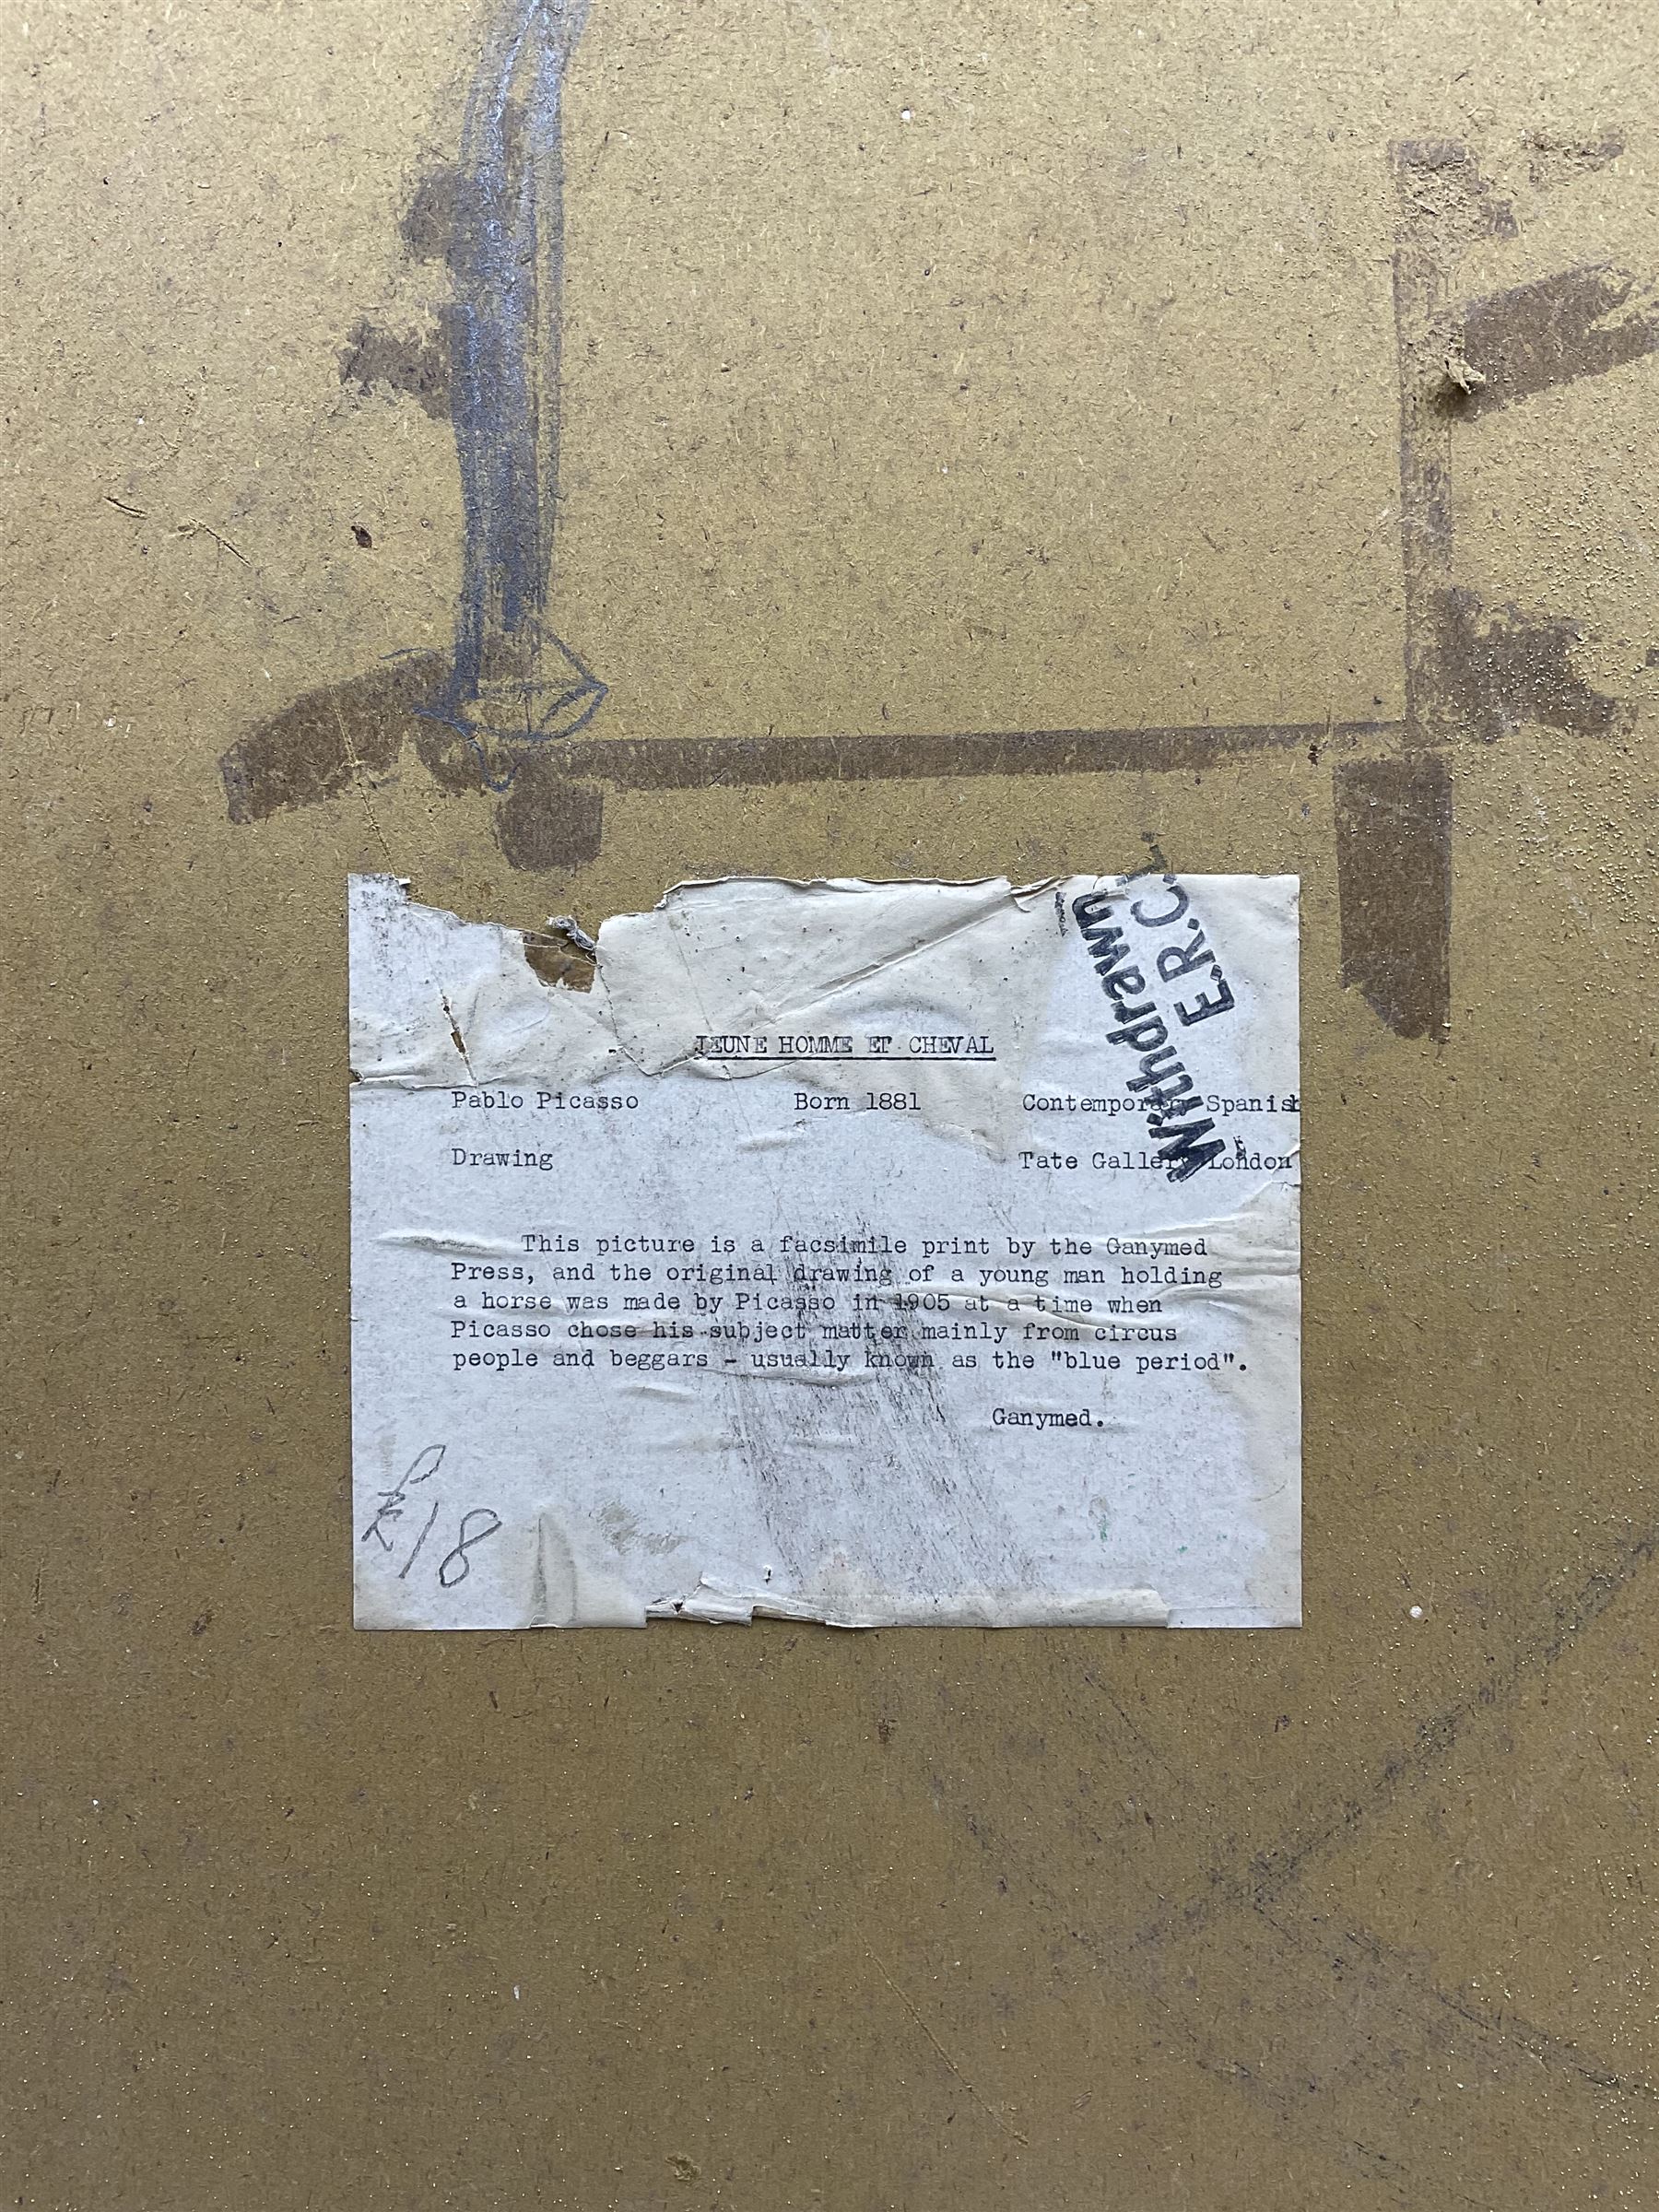 Withdrawn
E.R.C.L.
JEUNE HOMME ET CHEVAL
Pablo Picasso Born 1881 Contemporary Spanish
Drawing Tate Gallery London
This picture is a facsimile print by the Ganymed
Press, and the original drawing of a young man holding
a horse was made by Picasso in 1905 at a time when
Picasso chose his subject matter mainly from circus
people and beggars - usually known as the "blue period".
Ganymed.
£18